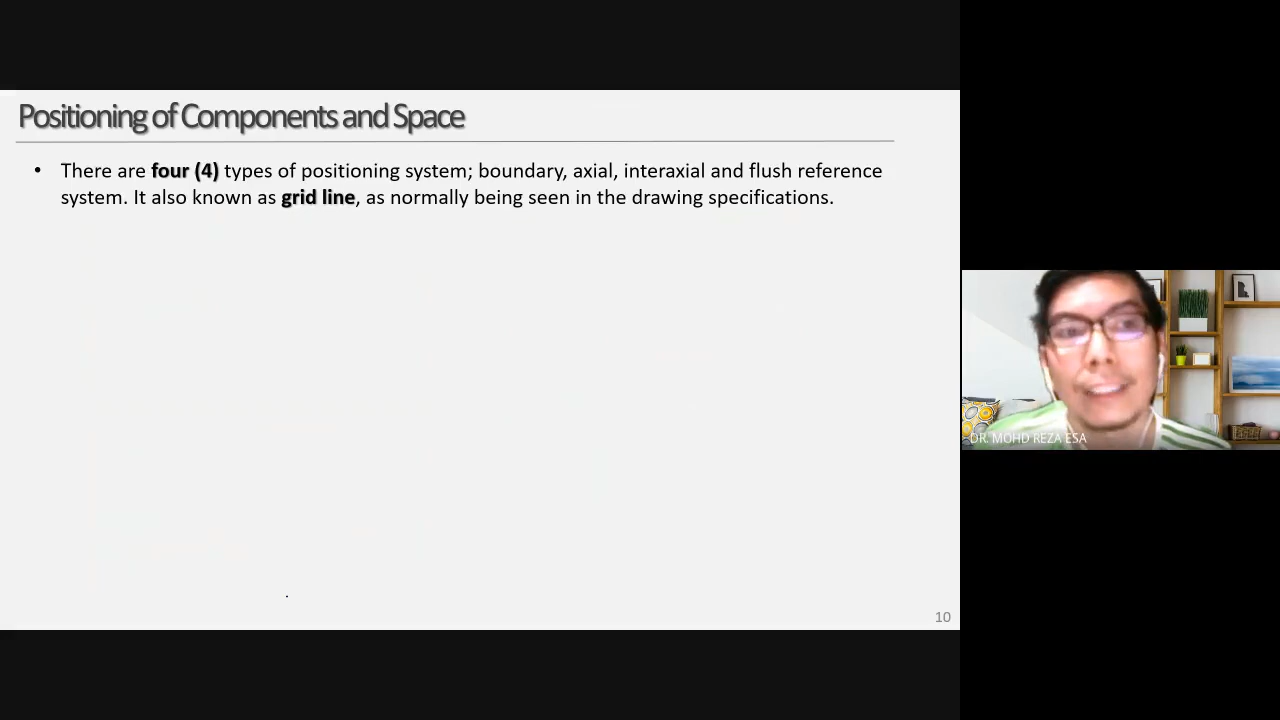 Positioning of Components and Space
• There are four (4) types of positioning system; boundary, axial, interaxial and flush reference
system. It also known as grid line, as normally being seen in the drawing specifications.
10
DR. MOHD REZA ESA